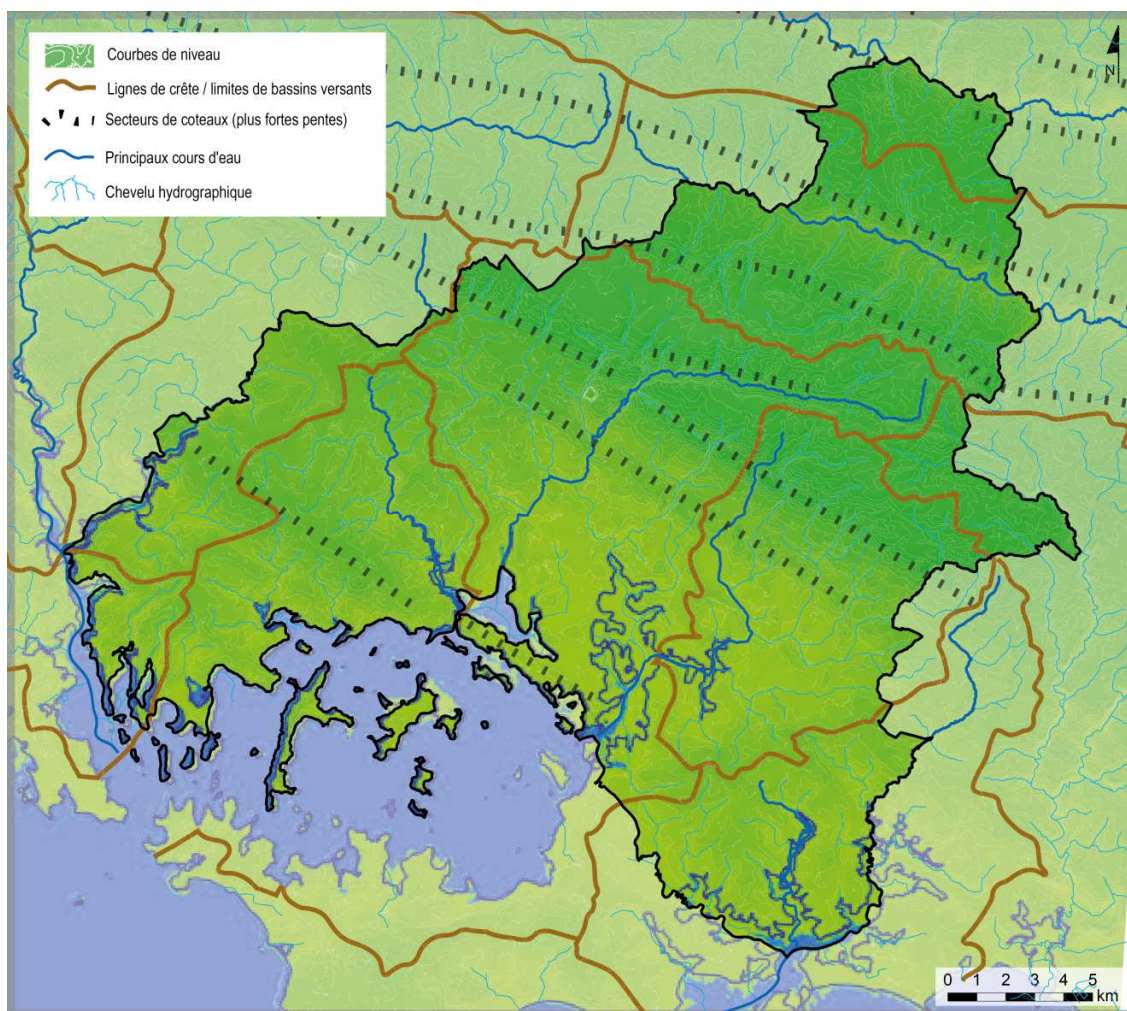 Courbes de niveau
Lignes de crête / limites de bassins versants
Secteurs de coteaux (plus fortes pentes)
Principaux cours d'eau
Chevelu hydrographique
N
0 1 2 3 4 5
km